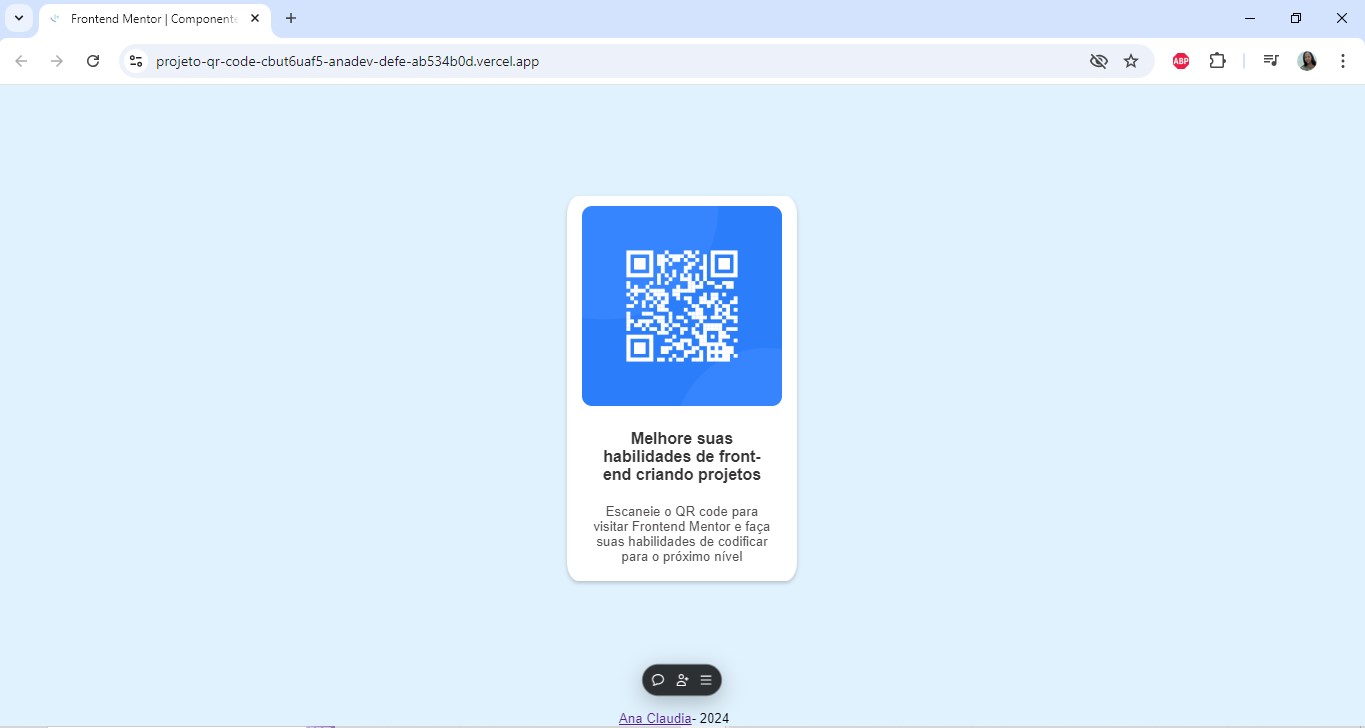 Frontend Mentor | Componente
projeto-qr-code-cbut6uaf5-anadev-defe-ab534b0d.vercel.app
ABP
Melhore suas
habilidades de front-
end criando projetos
Escaneie o QR code para
visitar Frontend Mentor e faça
suas habilidades de codificar
para o próximo nível
Ana Claudia- 2024